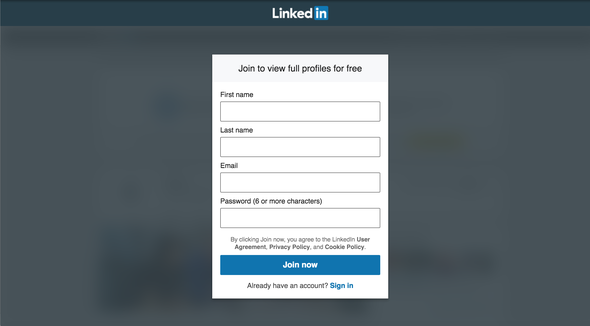 Linked in
Join to view full profiles for free
First name
Last name
Email
Password (6 or more characters)
By clicking Join now, you agree to the LinkedIn User
Agreement, Privacy Policy, and Cookie Policy.
Join now
Already have an account? Sign in